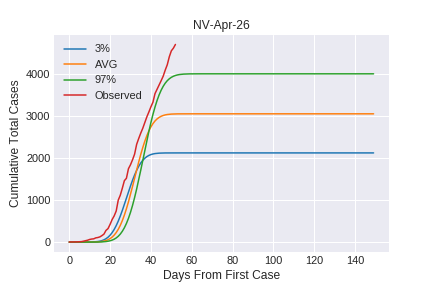 NV-Apr-26
3%
AVG
97%
Observed
Cumulative Total Cases
4000
3000
2000
1000
0
0 20 40 60 80 100 120 140
Days From First Case